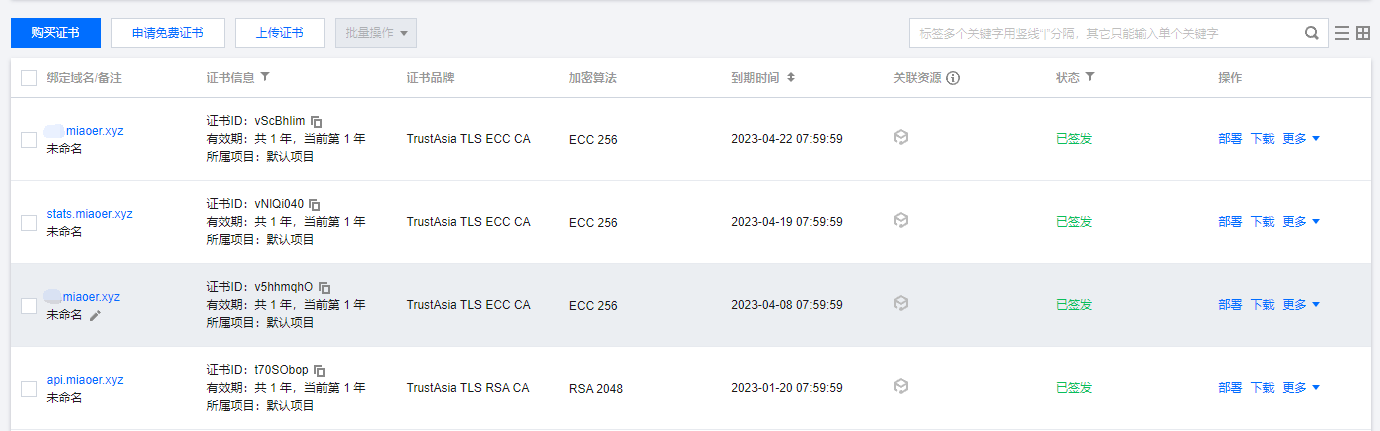 购买证书 申请免费证书 上传证书 批量操作 标签多个关键字用竖线"|"分隔，其它只能输入单个关键字
绑定域名/备注 证书信息 证书品牌 加密算法 到期时间 关联资源 状态 操作
.miaoer.xyz
未命名
证书ID：vScBhIim
有效期：共 1 年，当前第 1 年
所属项目：默认项目
TrustAsia TLS ECC CA
ECC 256
2023-04-22 07:59:59
已签发
部署 下载 更多
stats.miaoer.xyz
未命名
证书ID：vNIQi040
有效期：共 1 年，当前第 1 年
所属项目：默认项目
TrustAsia TLS ECC CA
ECC 256
2023-04-19 07:59:59
已签发
部署 下载 更多
.miaoer.xyz
未命名
证书ID：v5hhmqhO
有效期：共 1 年，当前第 1 年
所属项目：默认项目
TrustAsia TLS ECC CA
ECC 256
2023-04-08 07:59:59
已签发
部署 下载 更多
api.miaoer.xyz
未命名
证书ID：t70SObop
有效期：共 1 年，当前第 1 年
所属项目：默认项目
TrustAsia TLS RSA CA
RSA 2048
2023-01-20 07:59:59
已签发
部署 下载 更多